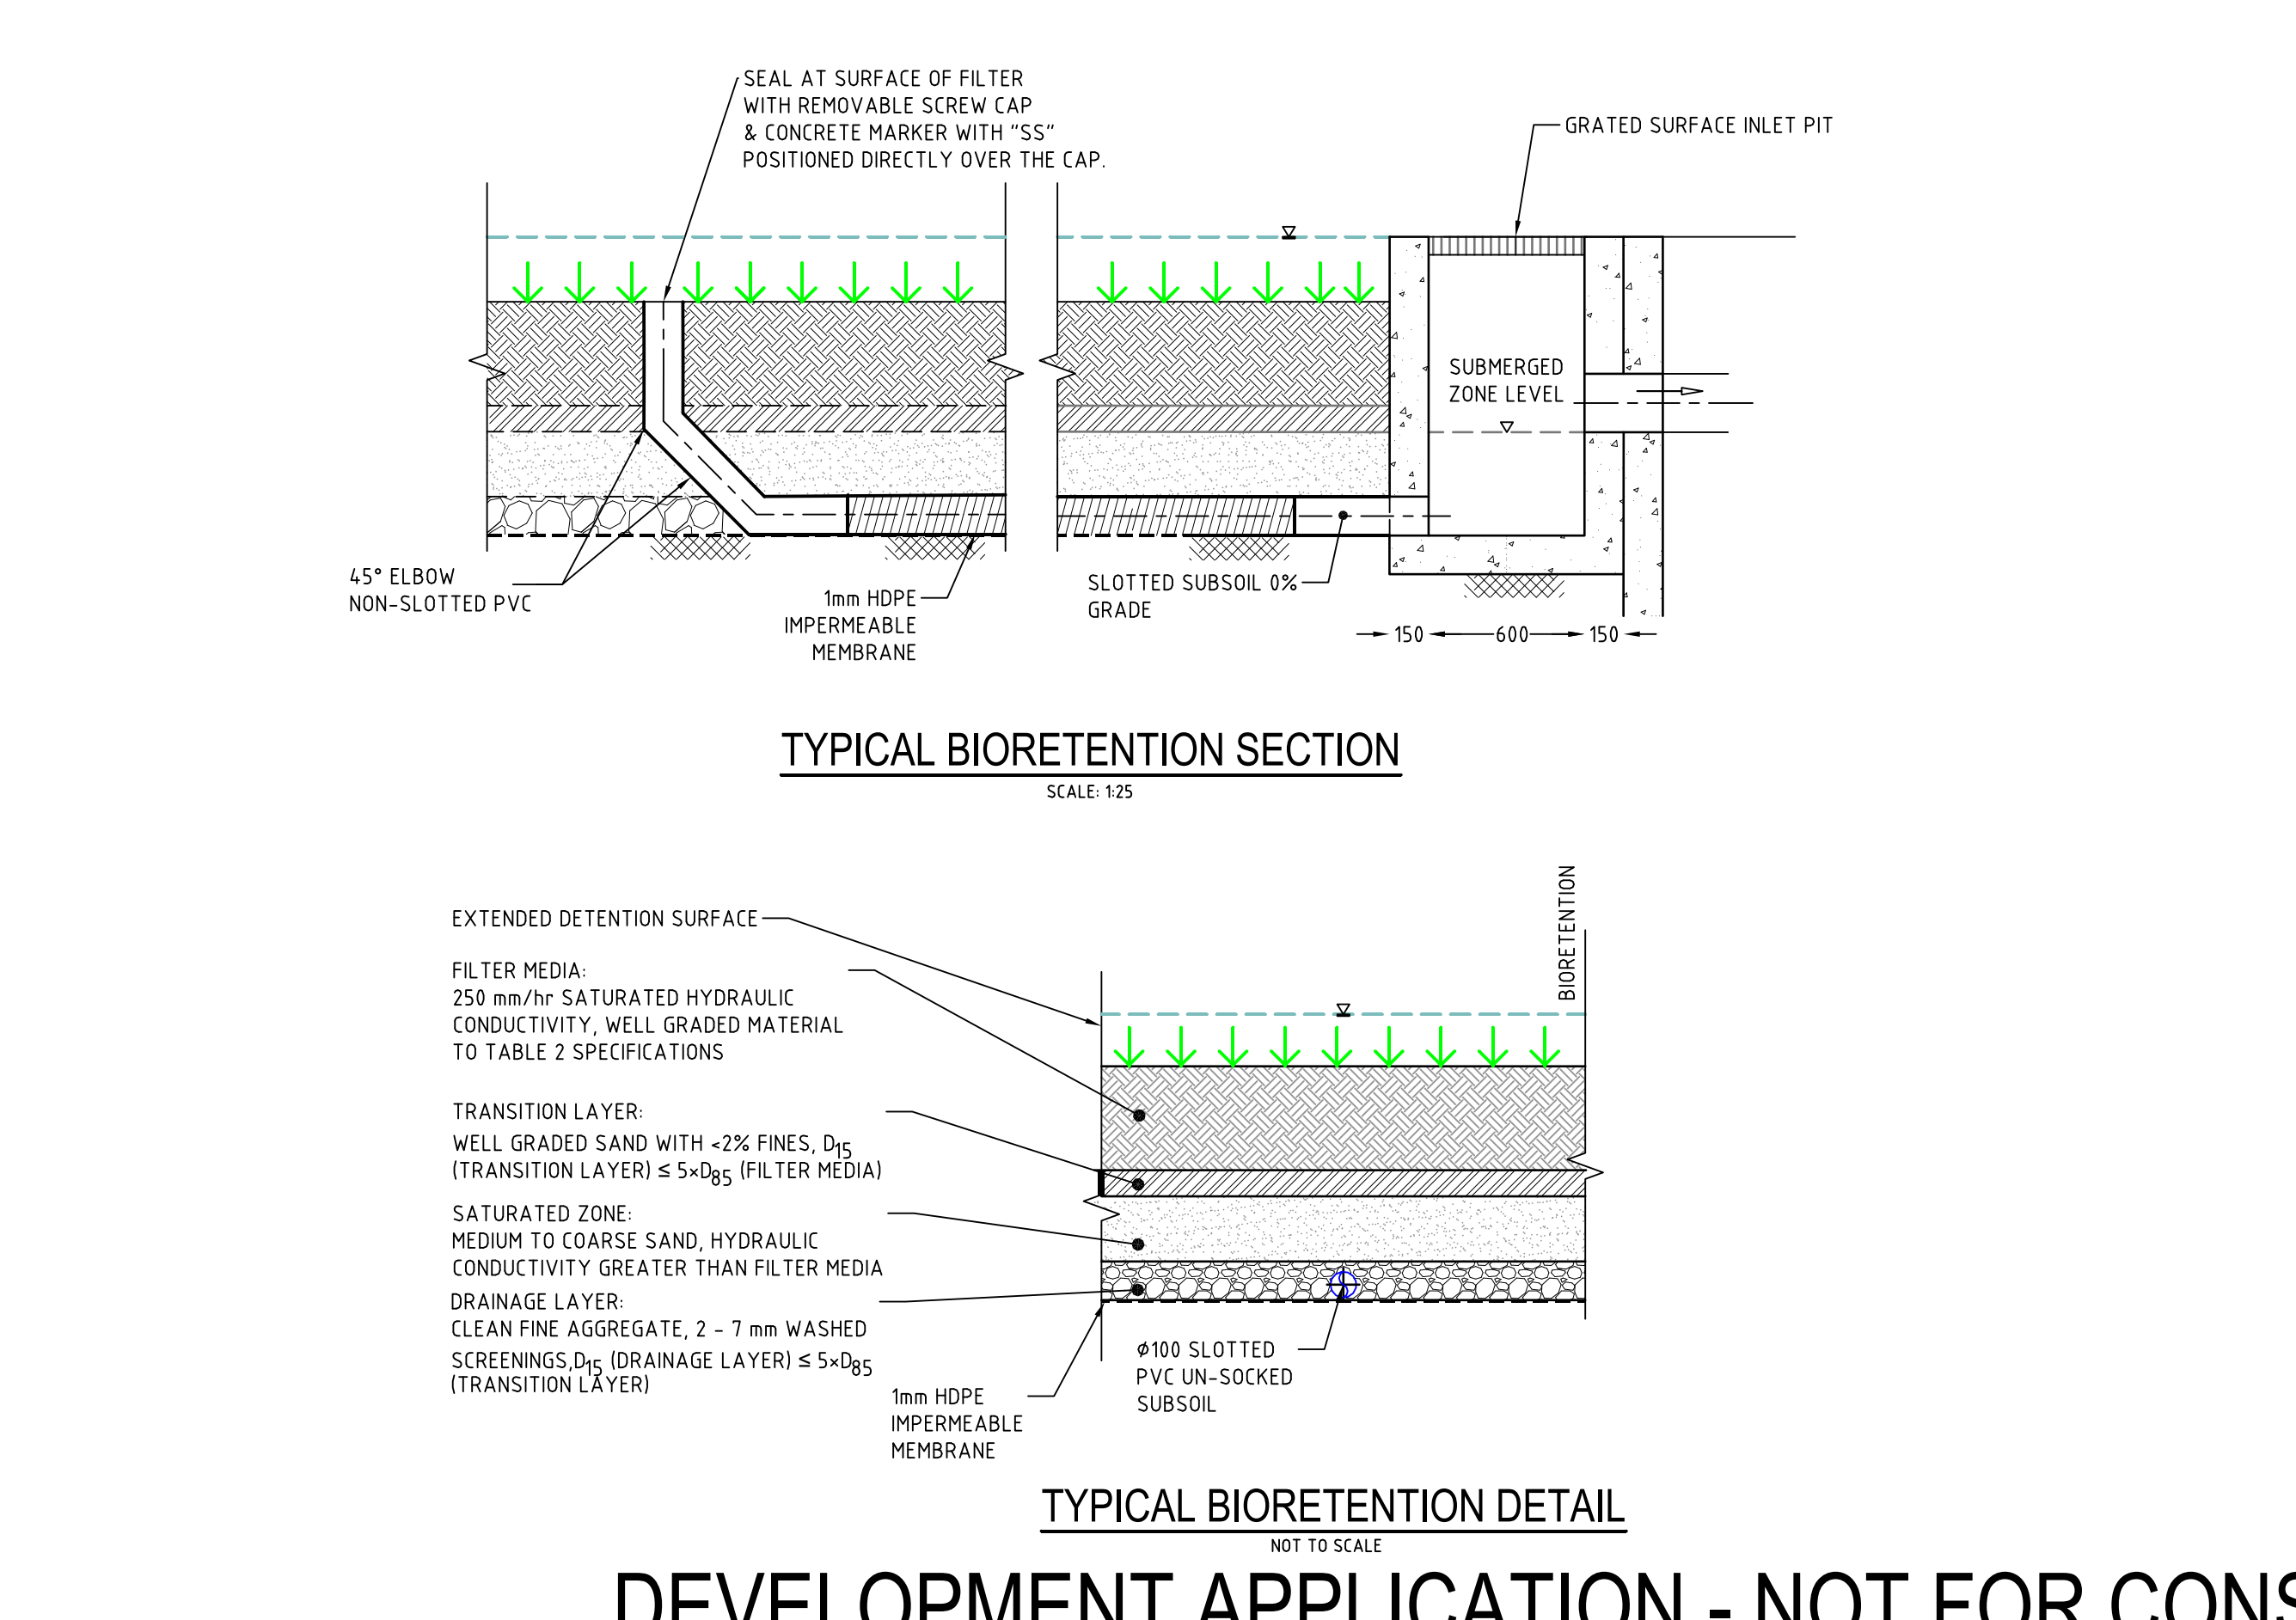 SEAL AT SURFACE OF FILTER
WITH REMOVABLE SCREW CAP
& CONCRETE MARKER WITH "SS"
POSITIONED DIRECTLY OVER THE CAP.
GRATED SURFACE INLET PIT
SUBMERGED
ZONE LEVEL
45° ELBOW
NON-SLOTTED PVC
1mm HDPE
IMPERMEABLE
MEMBRANE
SLOTTED SUBSOIL 0%
GRADE
150 600 150
TYPICAL BIORETENTION SECTION
SCALE: 1:25
BIORETENTION
EXTENDED DETENTION SURFACE
FILTER MEDIA:
250 mm/hr SATURATED HYDRAULIC
CONDUCTIVITY, WELL GRADED MATERIAL
TO TABLE 2 SPECIFICATIONS
TRANSITION LAYER:
WELL GRADED SAND WITH <2% FINES, D15
(TRANSITION LAYER) ≤ 5×D85 (FILTER MEDIA)
SATURATED ZONE:
MEDIUM TO COARSE SAND, HYDRAULIC
CONDUCTIVITY GREATER THAN FILTER MEDIA
DRAINAGE LAYER:
CLEAN FINE AGGREGATE, 2 - 7 mm WASHED
SCREENINGS,D15 (DRAINAGE LAYER) ≤ 5×D85
(TRANSITION LAYER)
1mm HDPE
IMPERMEABLE
MEMBRANE
Ø100 SLOTTED
PVC UN-SOCKED
SUBSOIL
TYPICAL BIORETENTION DETAIL
NOT TO SCALE
DEVELOPMENT APPLICATION - NOT FOR CONS